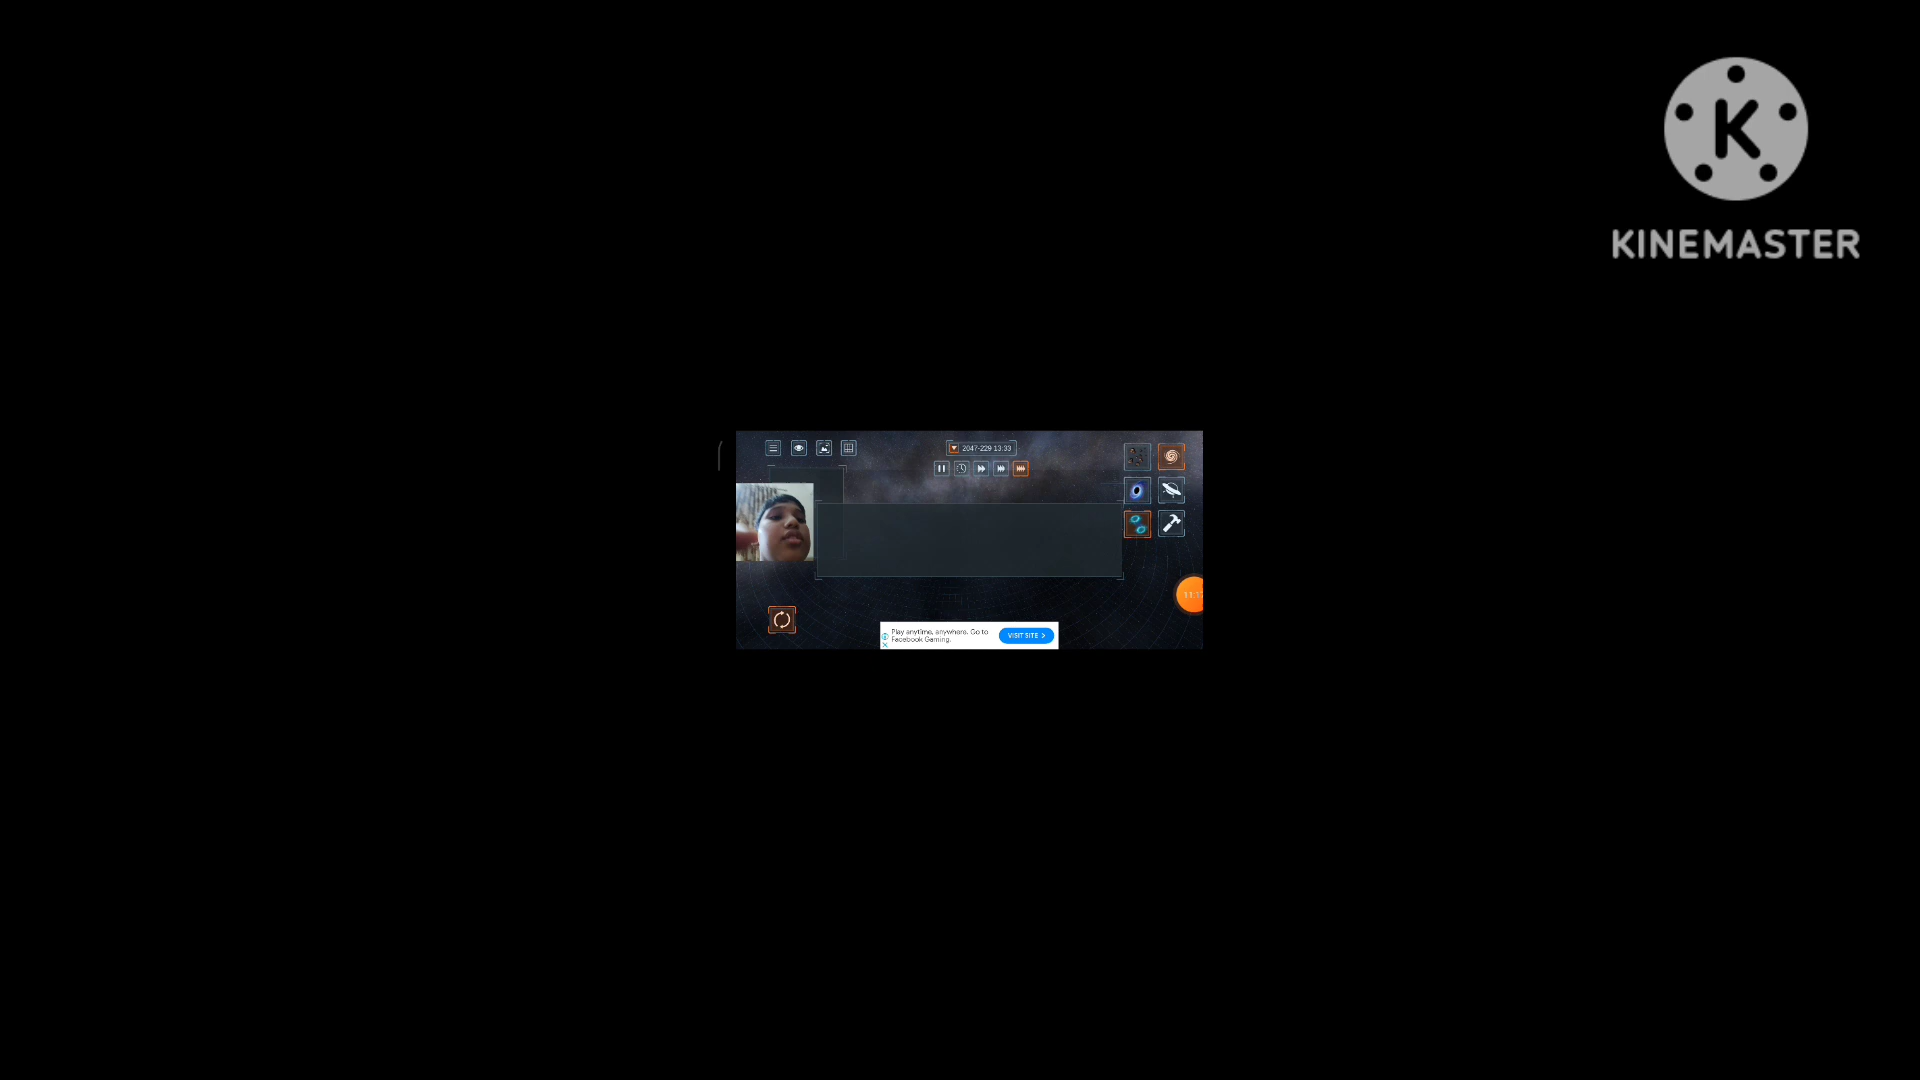 KINEMASTER
2047-229 13:33
Play anytime, anywhere. Go to
Facebook Gaming.
VISIT SITE >